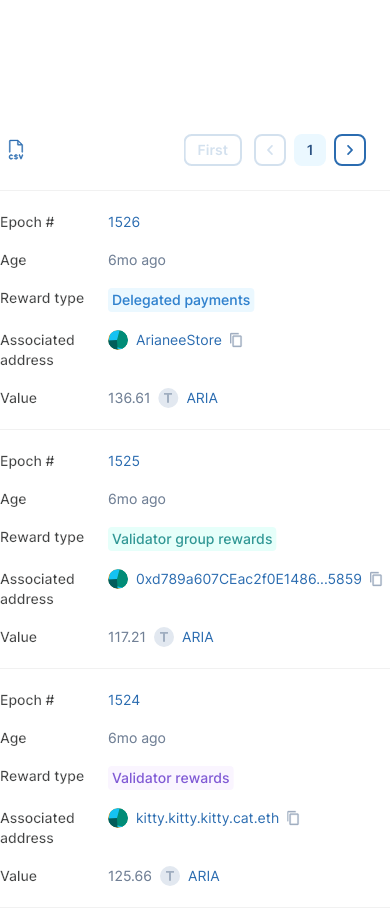 CSV
First
1
Epoch # 1526
Age 6mo ago
Reward type Delegated payments
Associated address ArianeeStore
Value 136.61 T ARIA
Epoch # 1525
Age 6mo ago
Reward type Validator group rewards
Associated address 0xd789a607CEac2f0E1486...5859
Value 117.21 T ARIA
Epoch # 1524
Age 6mo ago
Reward type Validator rewards
Associated address kitty.kitty.kitty.cat.eth
Value 125.66 T ARIA